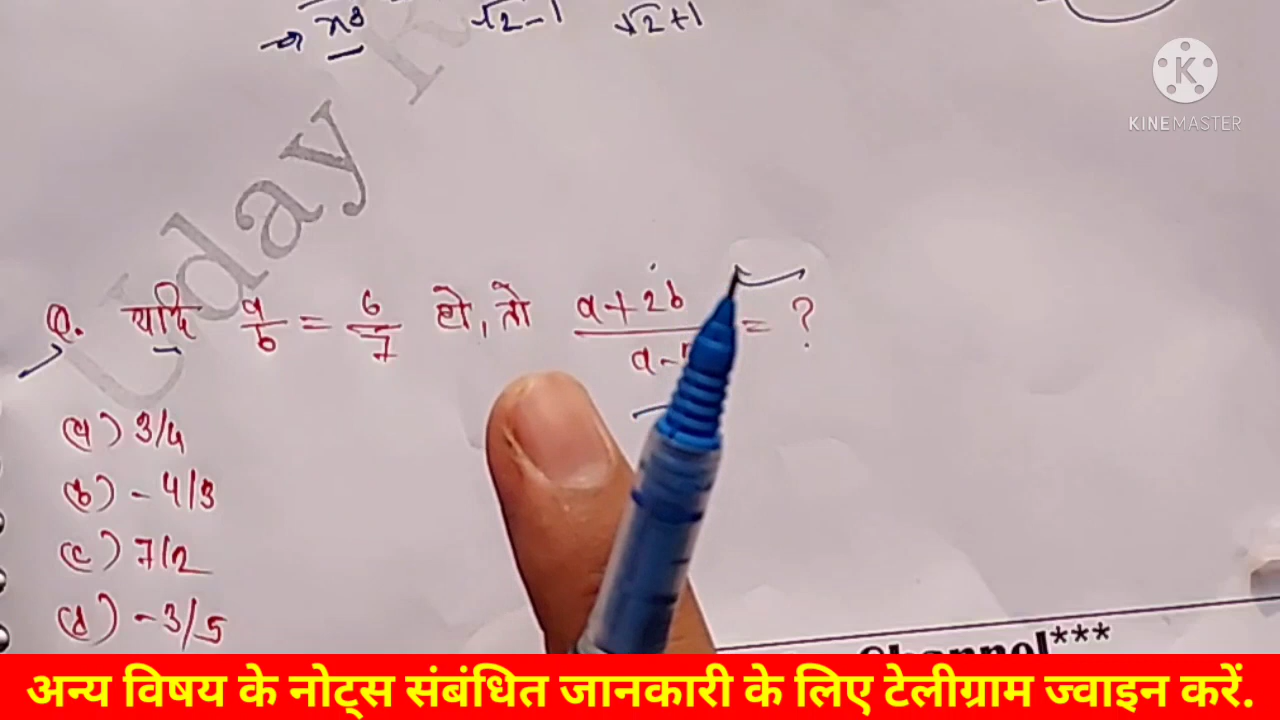 → √2-1 √2+1
KINEMASTER
Uday K
Q. यदि a/b = 6/7 हो, तो a+2b/a- = ?
(a) 3/4
(b) -4/3
(c) 7/2
(d) -3/5
Channel***
अन्य विषय के नोट्स संबंधित जानकारी के लिए टेलीग्राम ज्वाइन करें.